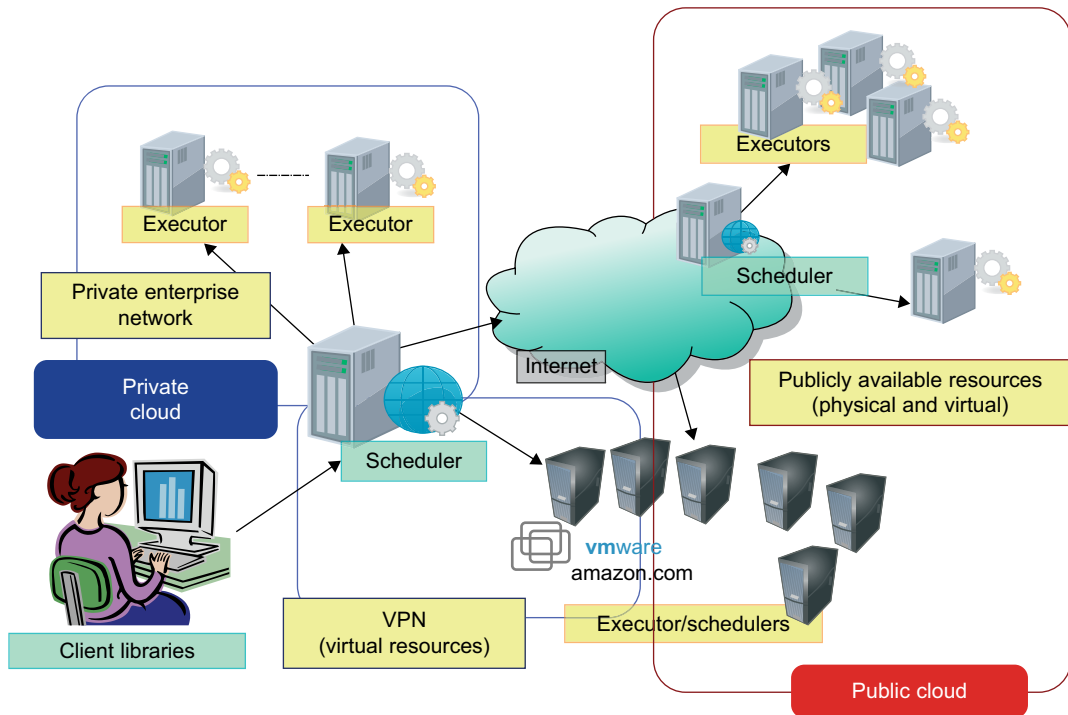 Executors
Executor
Executor
Scheduler
Private enterprise
network
Internet
Publicly available resources
(physical and virtual)
Private
cloud
Scheduler
vmware
amazon.com
VPN
(virtual resources)
Executor/schedulers
Client libraries
Public cloud